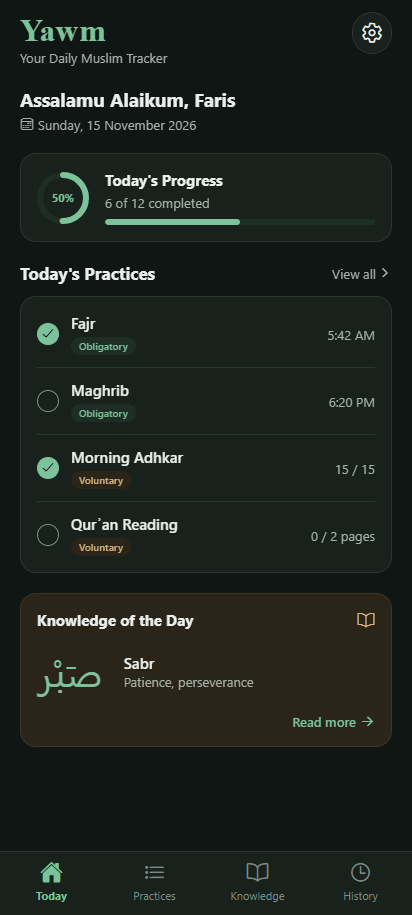 Yawm
Your Daily Muslim Tracker
Assalamu Alaikum, Faris
Sunday, 15 November 2026
50%
Today's Progress
6 of 12 completed
Today's Practices
View all
Fajr
Obligatory
5:42 AM
Maghrib
Obligatory
6:20 PM
Morning Adhkar
Voluntary
15 / 15
Qurʾan Reading
Voluntary
0 / 2 pages
Knowledge of the Day
صَبْر
Sabr
Patience, perseverance
Read more →
Today
Practices
Knowledge
History